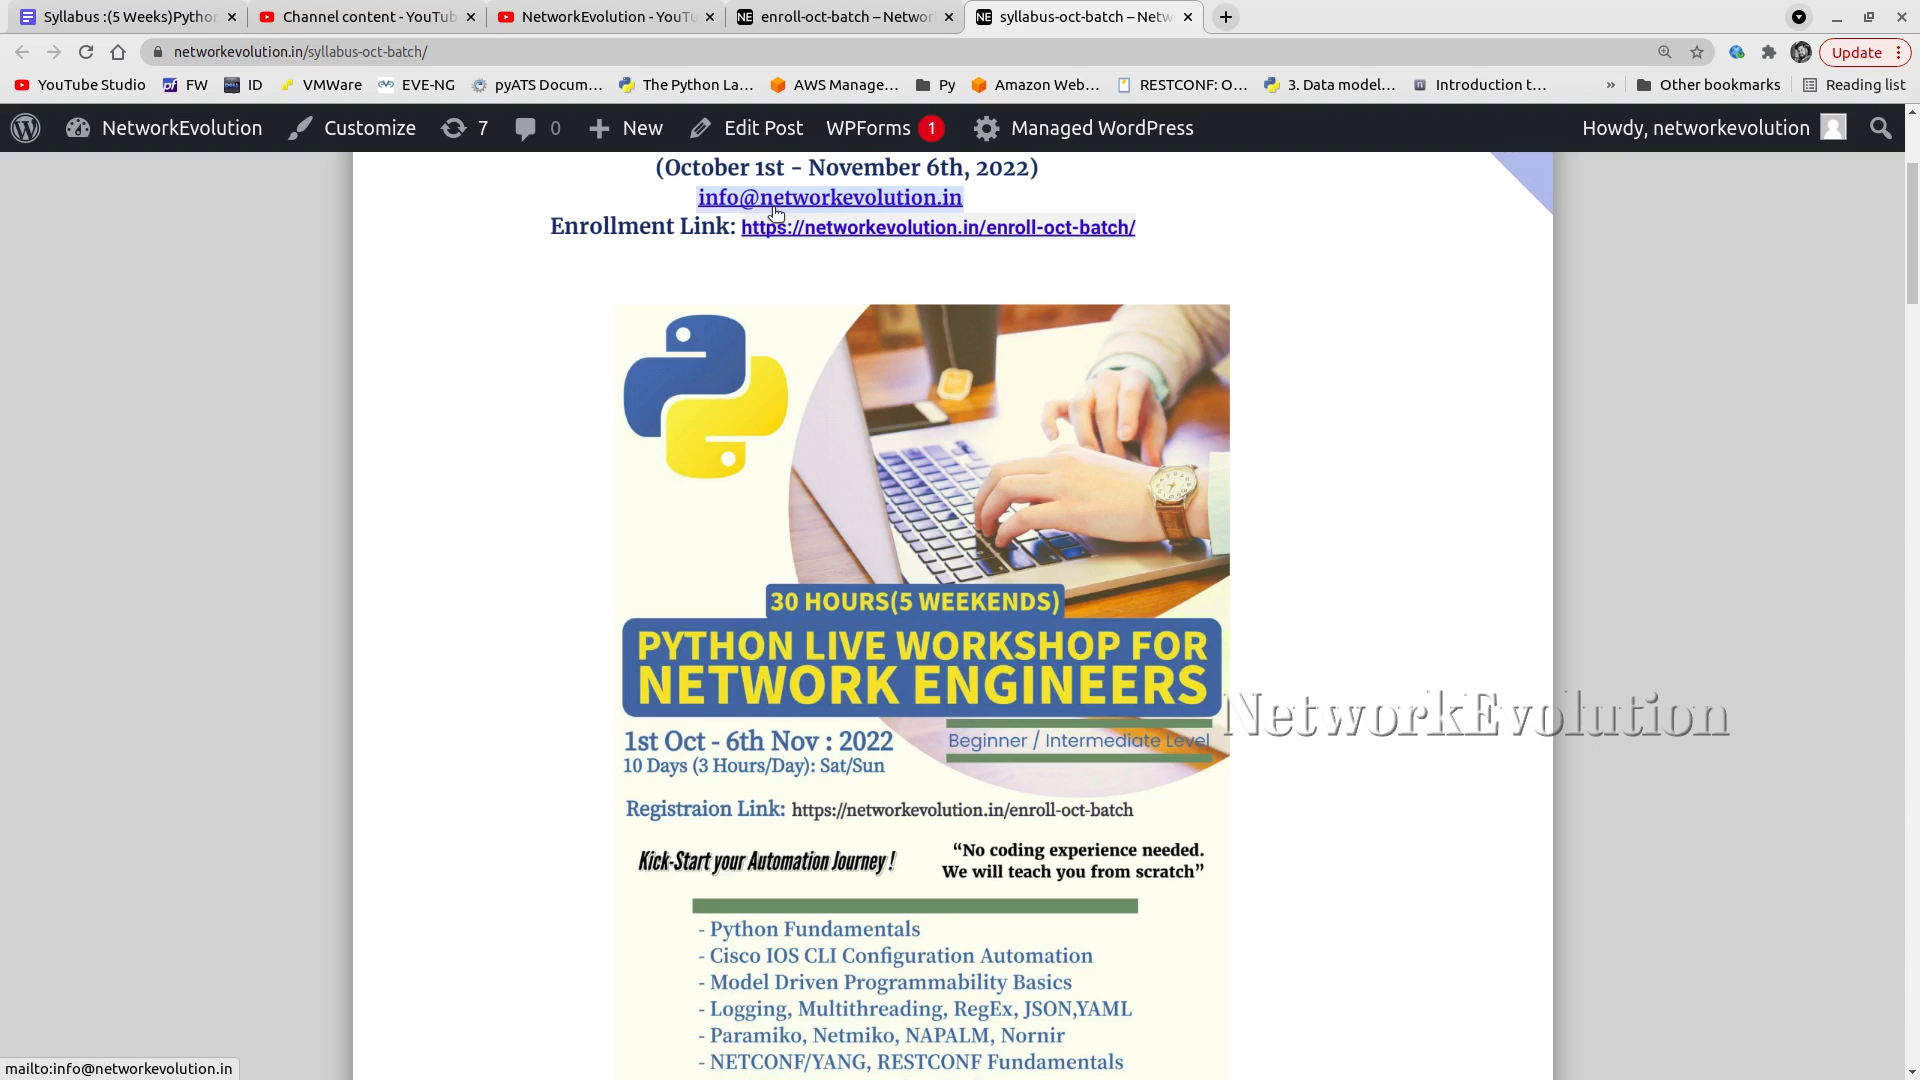 Syllabus :(5 Weeks)Python
Channel content - YouTub
NetworkEvolution - YouTu
enroll-oct-batch – Networ
syllabus-oct-batch – Netw
networkevolution.in/syllabus-oct-batch/
Update
YouTube Studio
FW
ID
VMWare
EVE-NG
pyATS Docum...
The Python La...
AWS Manage...
Py
Amazon Web...
RESTCONF: O...
3. Data model...
Introduction t...
»
Other bookmarks
Reading list
NetworkEvolution
Customize
7
0
New
Edit Post
WPForms 1
Managed WordPress
Howdy, networkevolution
(October 1st - November 6th, 2022)
info@networkevolution.in
Enrollment Link: https://networkevolution.in/enroll-oct-batch/
30 HOURS(5 WEEKENDS)
PYTHON LIVE WORKSHOP FOR
NETWORK ENGINEERS
NetworkEvolution
1st Oct - 6th Nov : 2022
Beginner / Intermediate Level
10 Days (3 Hours/Day): Sat/Sun
Registraion Link: https://networkevolution.in/enroll-oct-batch
Kick-Start your Automation Journey !
“No coding experience needed.
We will teach you from scratch”
- Python Fundamentals
- Cisco IOS CLI Configuration Automation
- Model Driven Programmability Basics
- Logging, Multithreading, RegEx, JSON,YAML
- Paramiko, Netmiko, NAPALM, Nornir
- NETCONF/YANG, RESTCONF Fundamentals
mailto:info@networkevolution.in